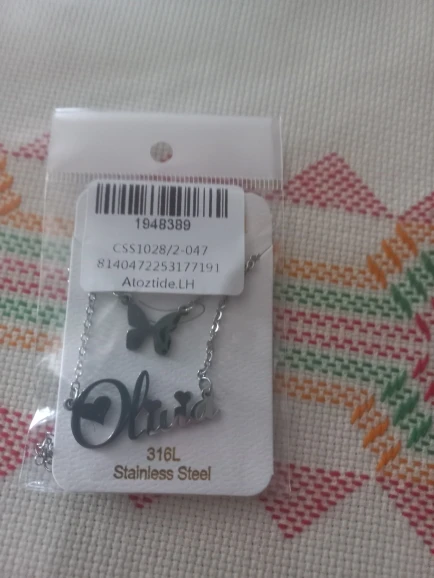 1948389
CSS1028/2-047
8140472253177191
Atoztide.LH
Olivia
316L
Stainless Steel